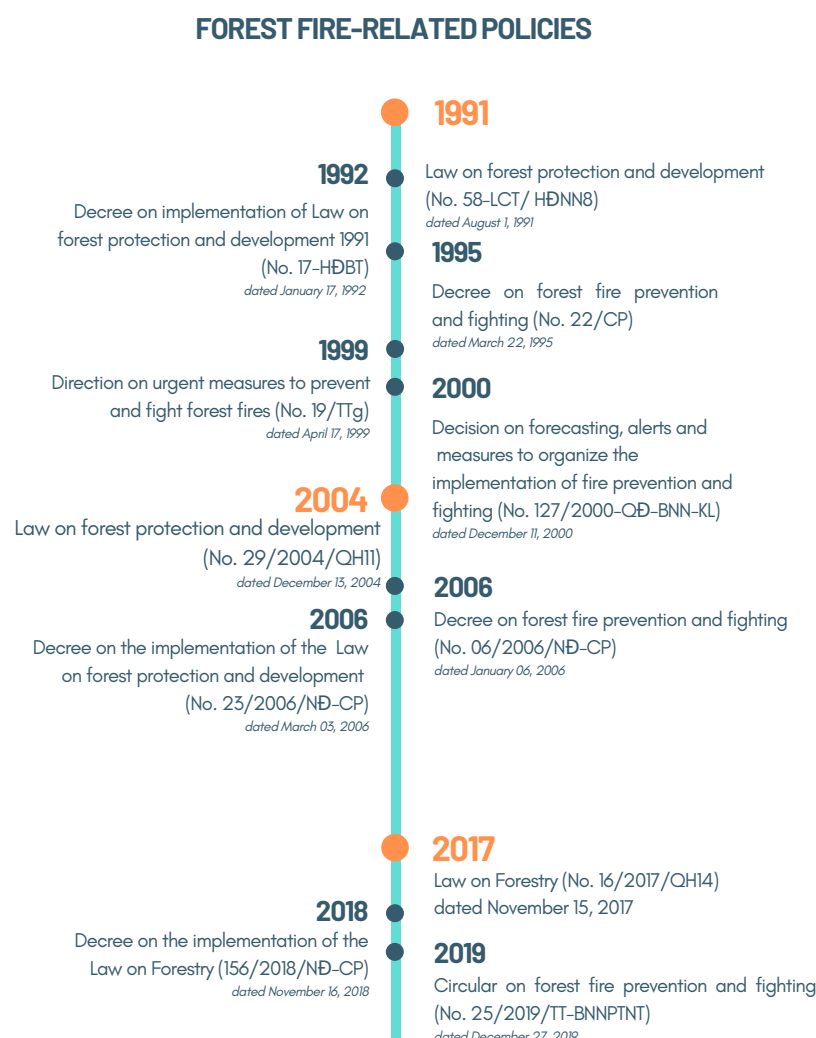 FOREST FIRE-RELATED POLICIES
1991
Law on forest protection and development
(No. 58-LCT/ HĐNN8)
dated August 1, 1991
1992
Decree on implementation of Law on
forest protection and development 1991
(No. 17-HĐBT)
dated January 17, 1992
1995
Decree on forest fire prevention
and fighting (No. 22/CP)
dated March 22, 1995
1999
Direction on urgent measures to prevent
and fight forest fires (No. 19/TTg)
dated April 17, 1999
2000
Decision on forecasting, alerts and
measures to organize the
implementation of fire prevention and
fighting (No. 127/2000-QĐ-BNN-KL)
dated December 11, 2000
2004
Law on forest protection and development
(No. 29/2004/QH11)
dated December 13, 2004
2006
Decree on forest fire prevention and fighting
(No. 06/2006/NĐ-CP)
dated January 06, 2006
2006
Decree on the implementation of the Law
on forest protection and development
(No. 23/2006/NĐ-CP)
dated March 03, 2006
2017
Law on Forestry (No. 16/2017/QH14)
dated November 15, 2017
2018
Decree on the implementation of the
Law on Forestry (156/2018/NĐ-CP)
dated November 16, 2018
2019
Circular on forest fire prevention and fighting
(No. 25/2019/TT-BNNPTNT)
dated December 27, 2019